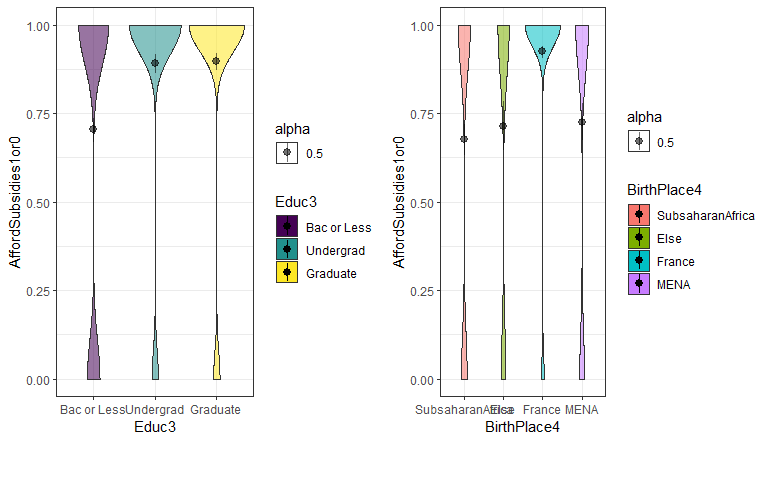 AffordSubsidies1or0
1.00
0.75
0.50
0.25
0.00
Bac or Less Undergrad Graduate
Educ3
alpha
0.5
Educ3
Bac or Less
Undergrad
Graduate
AffordSubsidies1or0
1.00
0.75
0.50
0.25
0.00
SubsaharanAfrica Else France MENA
BirthPlace4
alpha
0.5
BirthPlace4
SubsaharanAfrica
Else
France
MENA